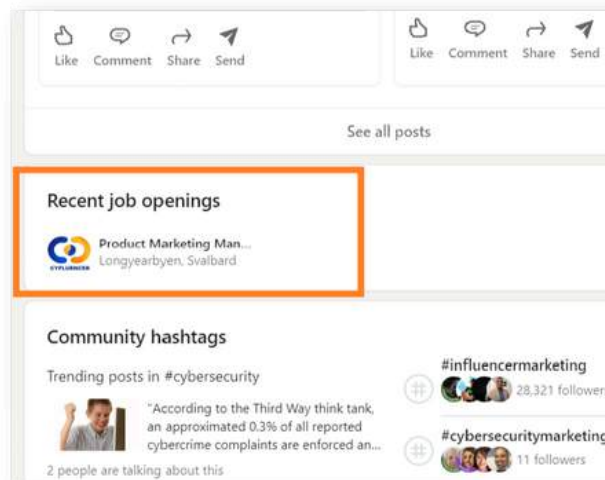 Like Comment Share Send
Like Comment Share Send
See all posts
Recent job openings
Product Marketing Man...
Longyearbyen, Svalbard
CYFLUENCER
Community hashtags
Trending posts in #cybersecurity
"According to the Third Way think tank,
an approximated 0.3% of all reported
cybercrime complaints are enforced an...
2 people are talking about this
#influencermarketing
28,321 follower
#cybersecuritymarketing
11 followers